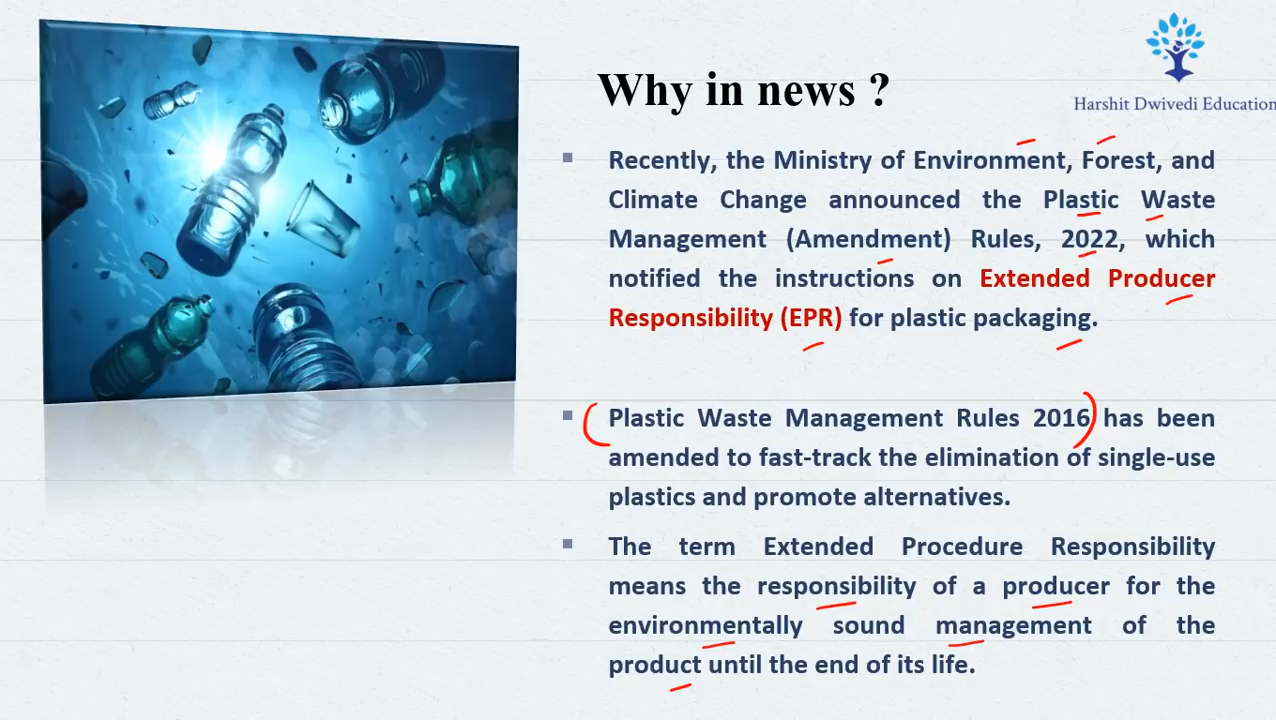 Why in news ?
Harshit Dwivedi Education
Recently, the Ministry of Environment, Forest, and
Climate Change announced the Plastic Waste
Management (Amendment) Rules, 2022, which
notified the instructions on Extended Producer
Responsibility (EPR) for plastic packaging.
Plastic Waste Management Rules 2016 has been
amended to fast-track the elimination of single-use
plastics and promote alternatives.
The term Extended Procedure Responsibility
means the responsibility of a producer for the
environmentally sound management of the
product until the end of its life.